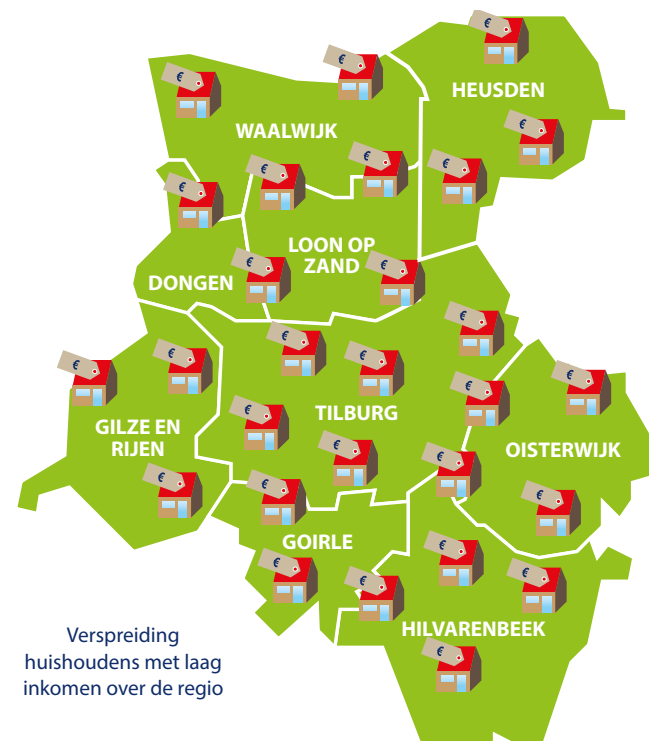 HEUSDEN
WAALWIJK
LOON OP
ZAND
DONGEN
TILBURG
GILZE EN
RIJEN
OISTERWIJK
GOIRLE
HILVARENBEEK
Verspreiding
huishoudens met laag
inkomen over de regio